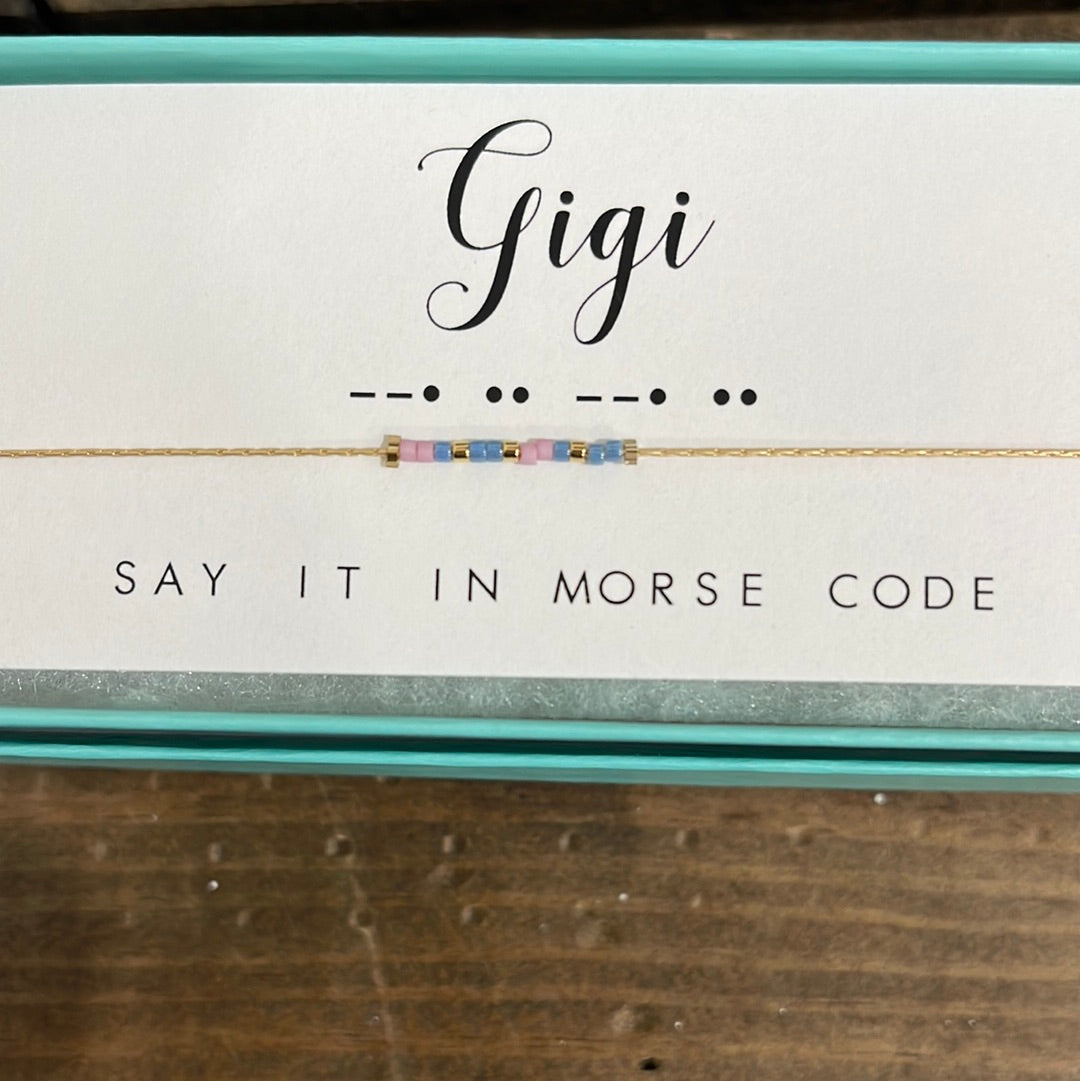 Gigi
――• •• ――• ••
SAY IT IN MORSE CODE